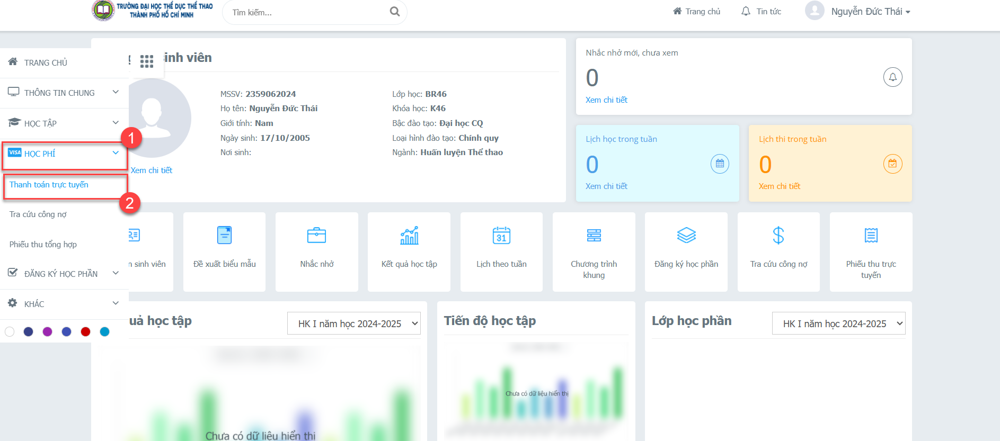 TRƯỜNG ĐẠI HỌC THỂ DỤC THỂ THAO
THÀNH PHỐ HỒ CHÍ MINH
Tìm kiếm...
Trang chủ
Tin tức
Nguyễn Đức Thái
TRANG CHỦ
THÔNG TIN CHUNG
HỌC TẬP
1
VISA HỌC PHÍ
Thanh toán trực tuyến
2
Tra cứu công nợ
Phiếu thu tổng hợp
ĐĂNG KÝ HỌC PHẦN
KHÁC
sinh viên
MSSV: 2359062024
Họ tên: Nguyễn Đức Thái
Giới tính: Nam
Ngày sinh: 17/10/2005
Nơi sinh:
Lớp học: BR46
Khóa học: K46
Bậc đào tạo: Đại học CQ
Loại hình đào tạo: Chính quy
Ngành: Huấn luyện Thể thao
Xem chi tiết
Nhắc nhở mới, chưa xem
0
Xem chi tiết
Lịch học trong tuần
0
Xem chi tiết
Lịch thi trong tuần
0
Xem chi tiết
n sinh viên
Đề xuất biểu mẫu
Nhắc nhở
Kết quả học tập
31
Lịch theo tuần
Chương trình
khung
Đăng ký học phần
Tra cứu công nợ
Phiếu thu trực
tuyến
uả học tập
HK I năm học 2024-2025
Chưa có dữ liệu hiển thị
Tiến độ học tập
Chưa có dữ liệu hiển thị
Lớp học phần
HK I năm học 2024-2025